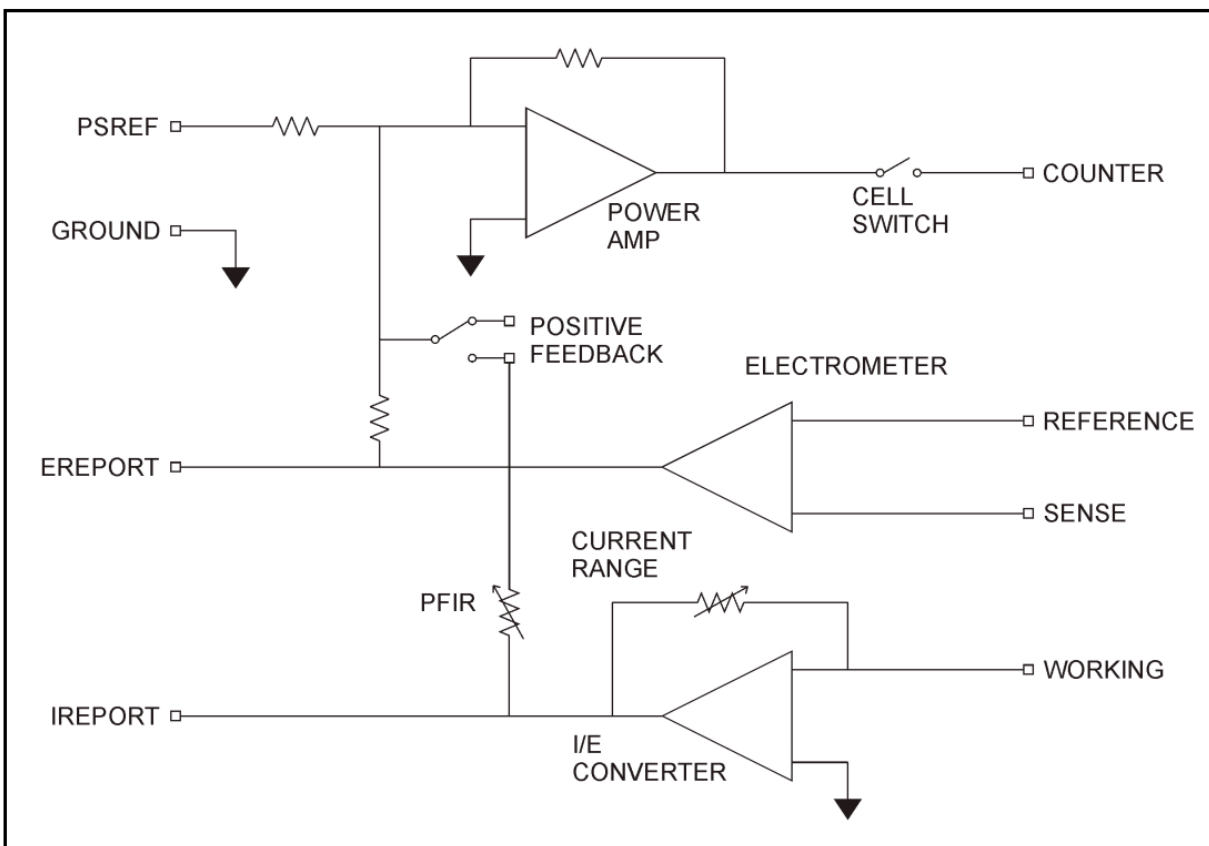 PSREF
COUNTER
POWER
AMP
CELL
SWITCH
GROUND
POSITIVE
FEEDBACK
ELECTROMETER
REFERENCE
EREPORT
SENSE
CURRENT
RANGE
PFIR
WORKING
IREPORT
I/E
CONVERTER